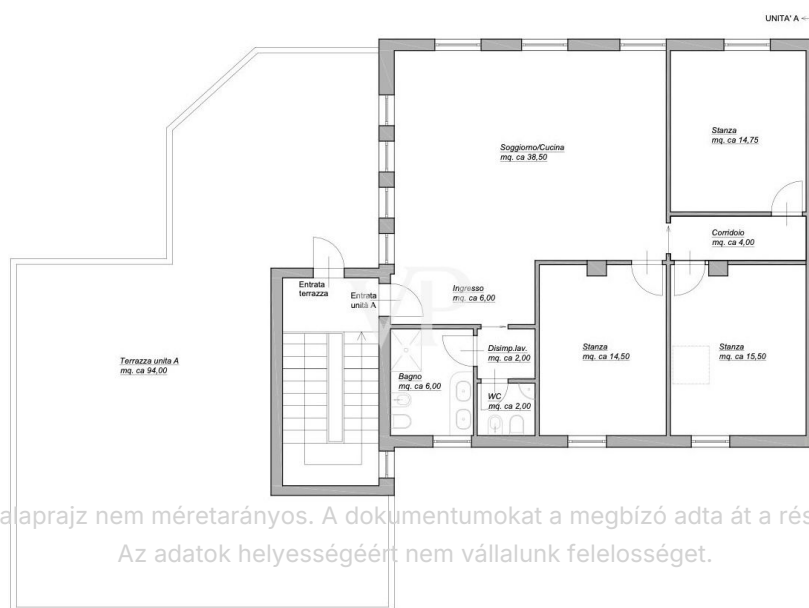 UNITA' A
Stanza
mq. ca 14,75
Soggiorno/Cucina
mq. ca 38,50
Corridoio
mq. ca 4,00
Entrata
terrazza
Entrata
unità A
Ingresso
mq. ca 6,00
Terrazza unita A
mq. ca 94,00
Disimp.lav.
mq. ca 2,00
Stanza
mq. ca 14,50
Stanza
mq. ca 15,50
Bagno
mq. ca 6,00
WC
mq. ca 2,00
VP
alaprajz nem méretarányos. A dokumentumokat a megbízó adta át a rés
Az adatok helyességéért nem vállalunk felelosséget.